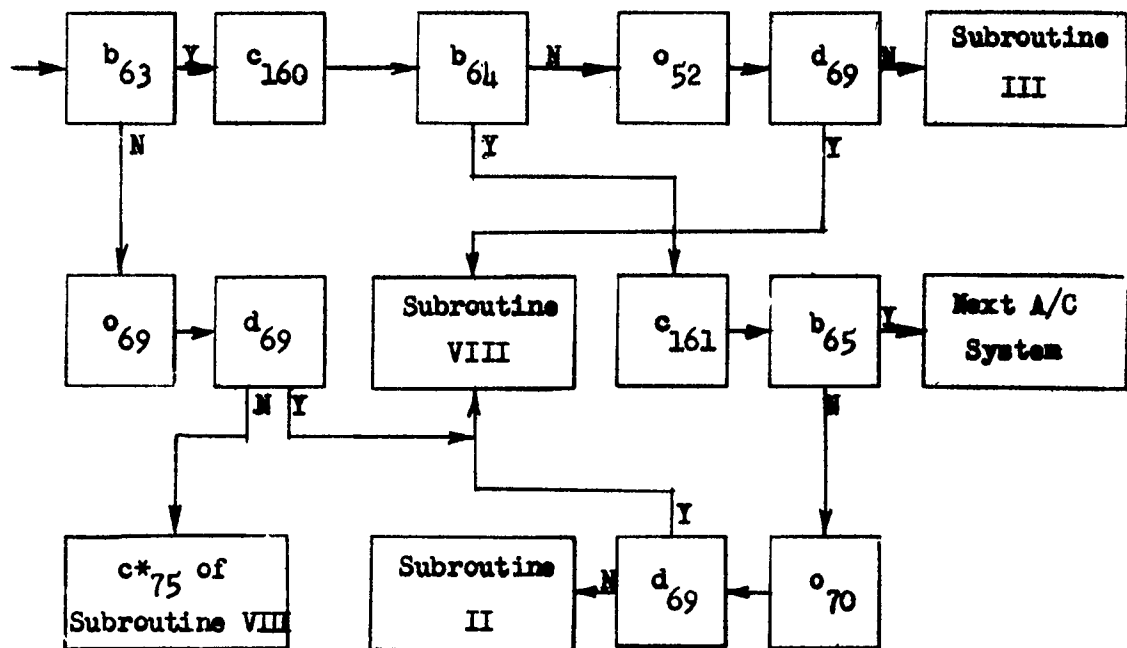 b63 Y c160 b64 N o52 d69 N Subroutine III
N Y Y
o69 d69 Subroutine VIII c161 b65 Y Next A/C System
N Y N
Y
c*75 of Subroutine VIII Subroutine II N d69 o70